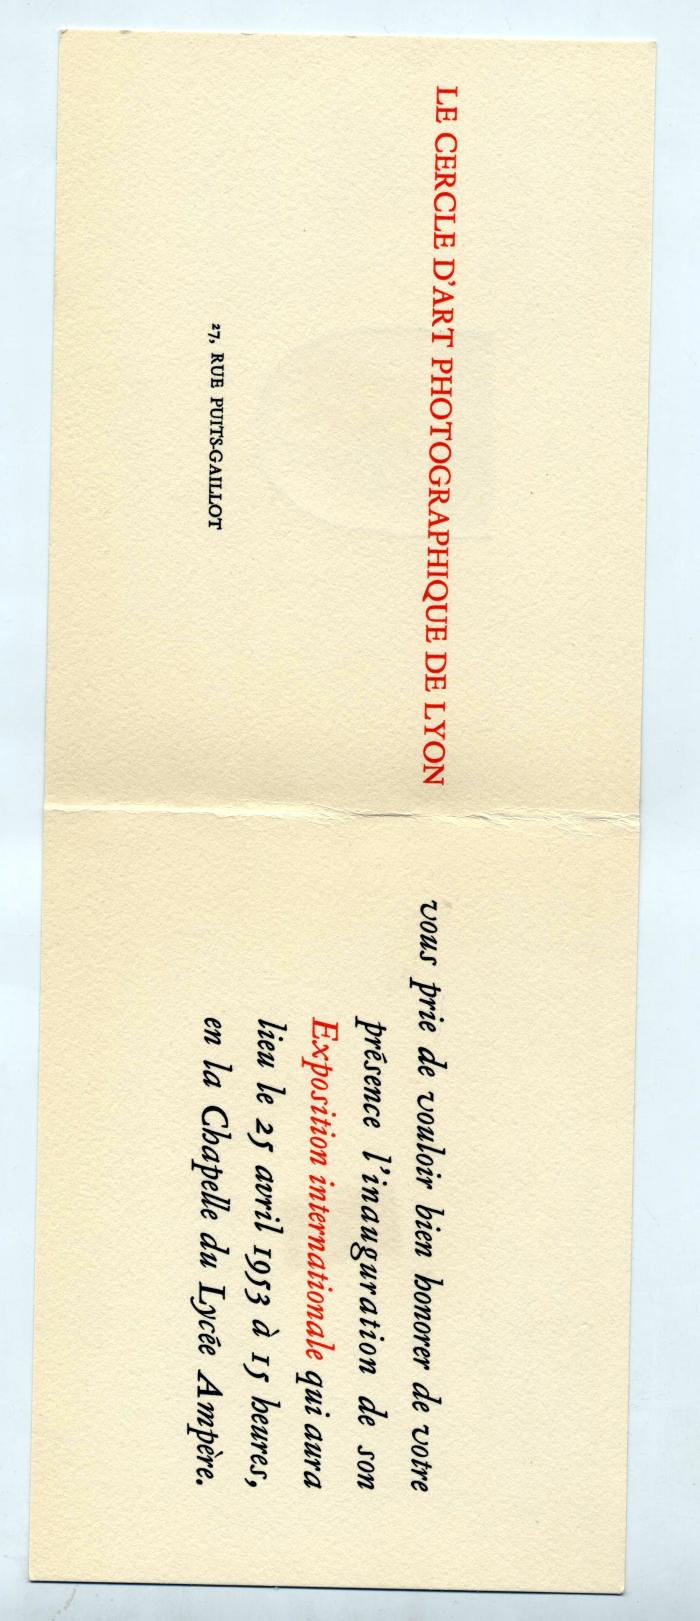 LE CERCLE D'ART PHOTOGRAPHIQUE DE LYON
27, RUE PUITS-GAILLOT
vous prie de vouloir bien honorer de votre
présence l'inauguration de son
Exposition internationale qui aura
lieu le 25 avril 1953 à 15 heures,
en la Chapelle du Lycée Ampère.